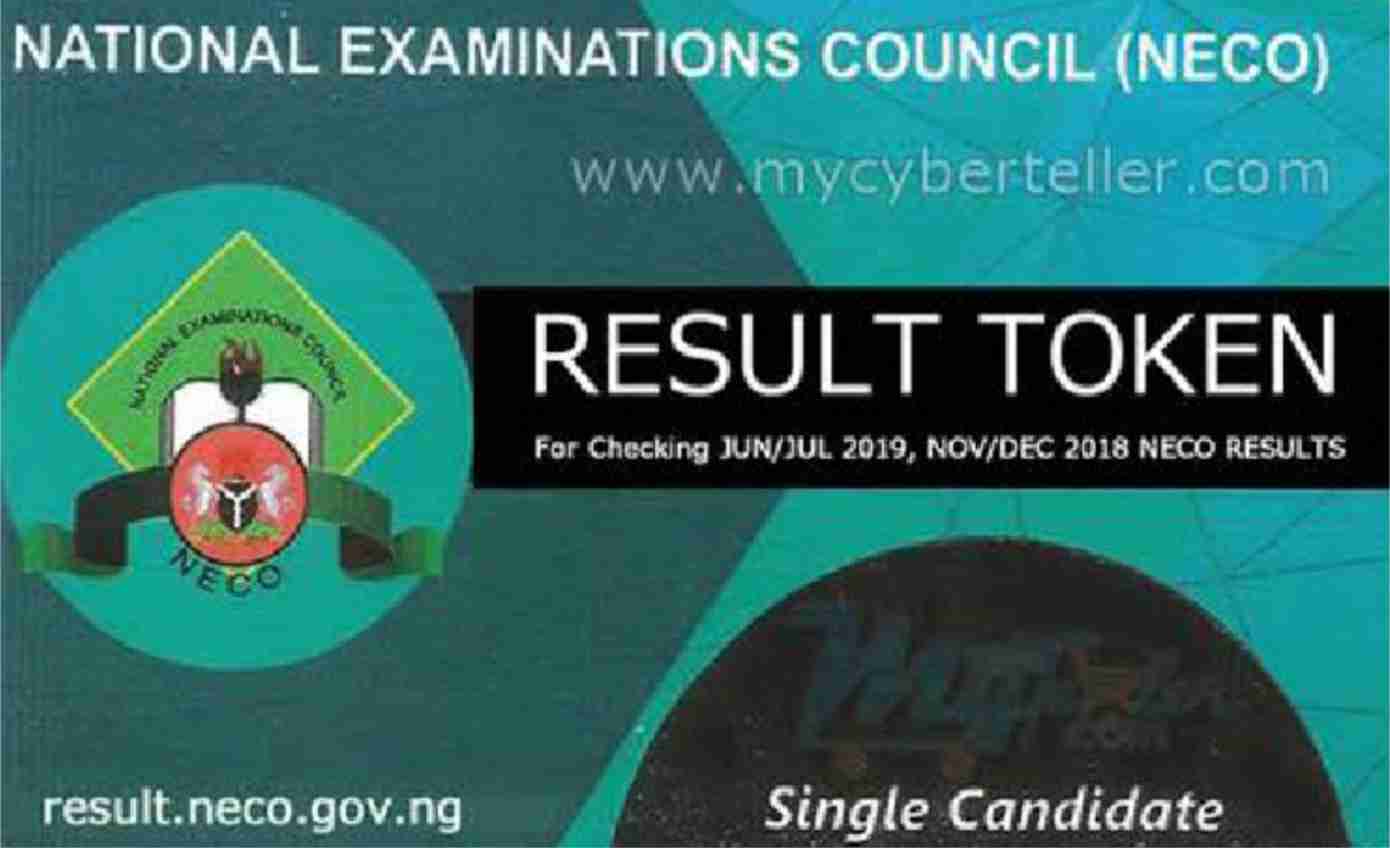 NATIONAL EXAMINATIONS COUNCIL (NECO)
www.mycyberteller.com
NATIONAL EXAMINATIONS COUNCIL
NECO
RESULT TOKEN
For Checking JUN/JUL 2019, NOV/DEC 2018 NECO RESULTS
.com
result.neco.gov.ng
Single Candidate